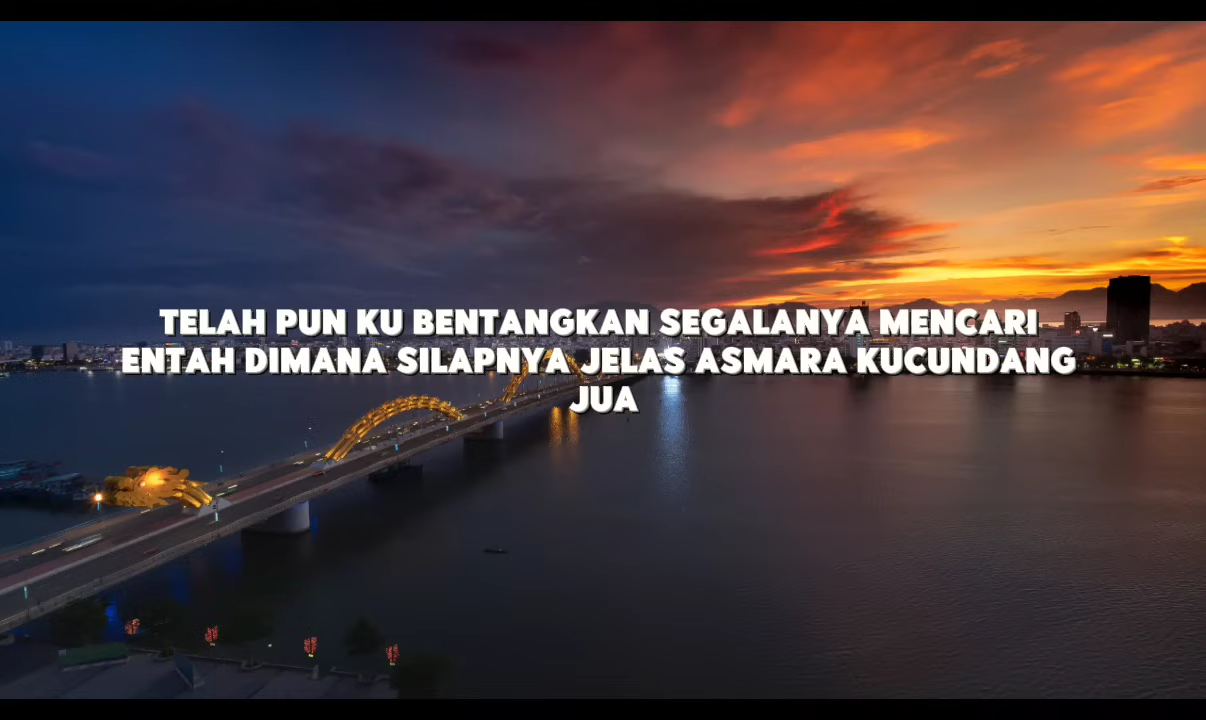 TELAH PUN KU BENTANGKAN SEGALANYA MENCARI
ENTAH DIMANA SILAPNYA JELAS ASMARA KUCUNDANG
JUA